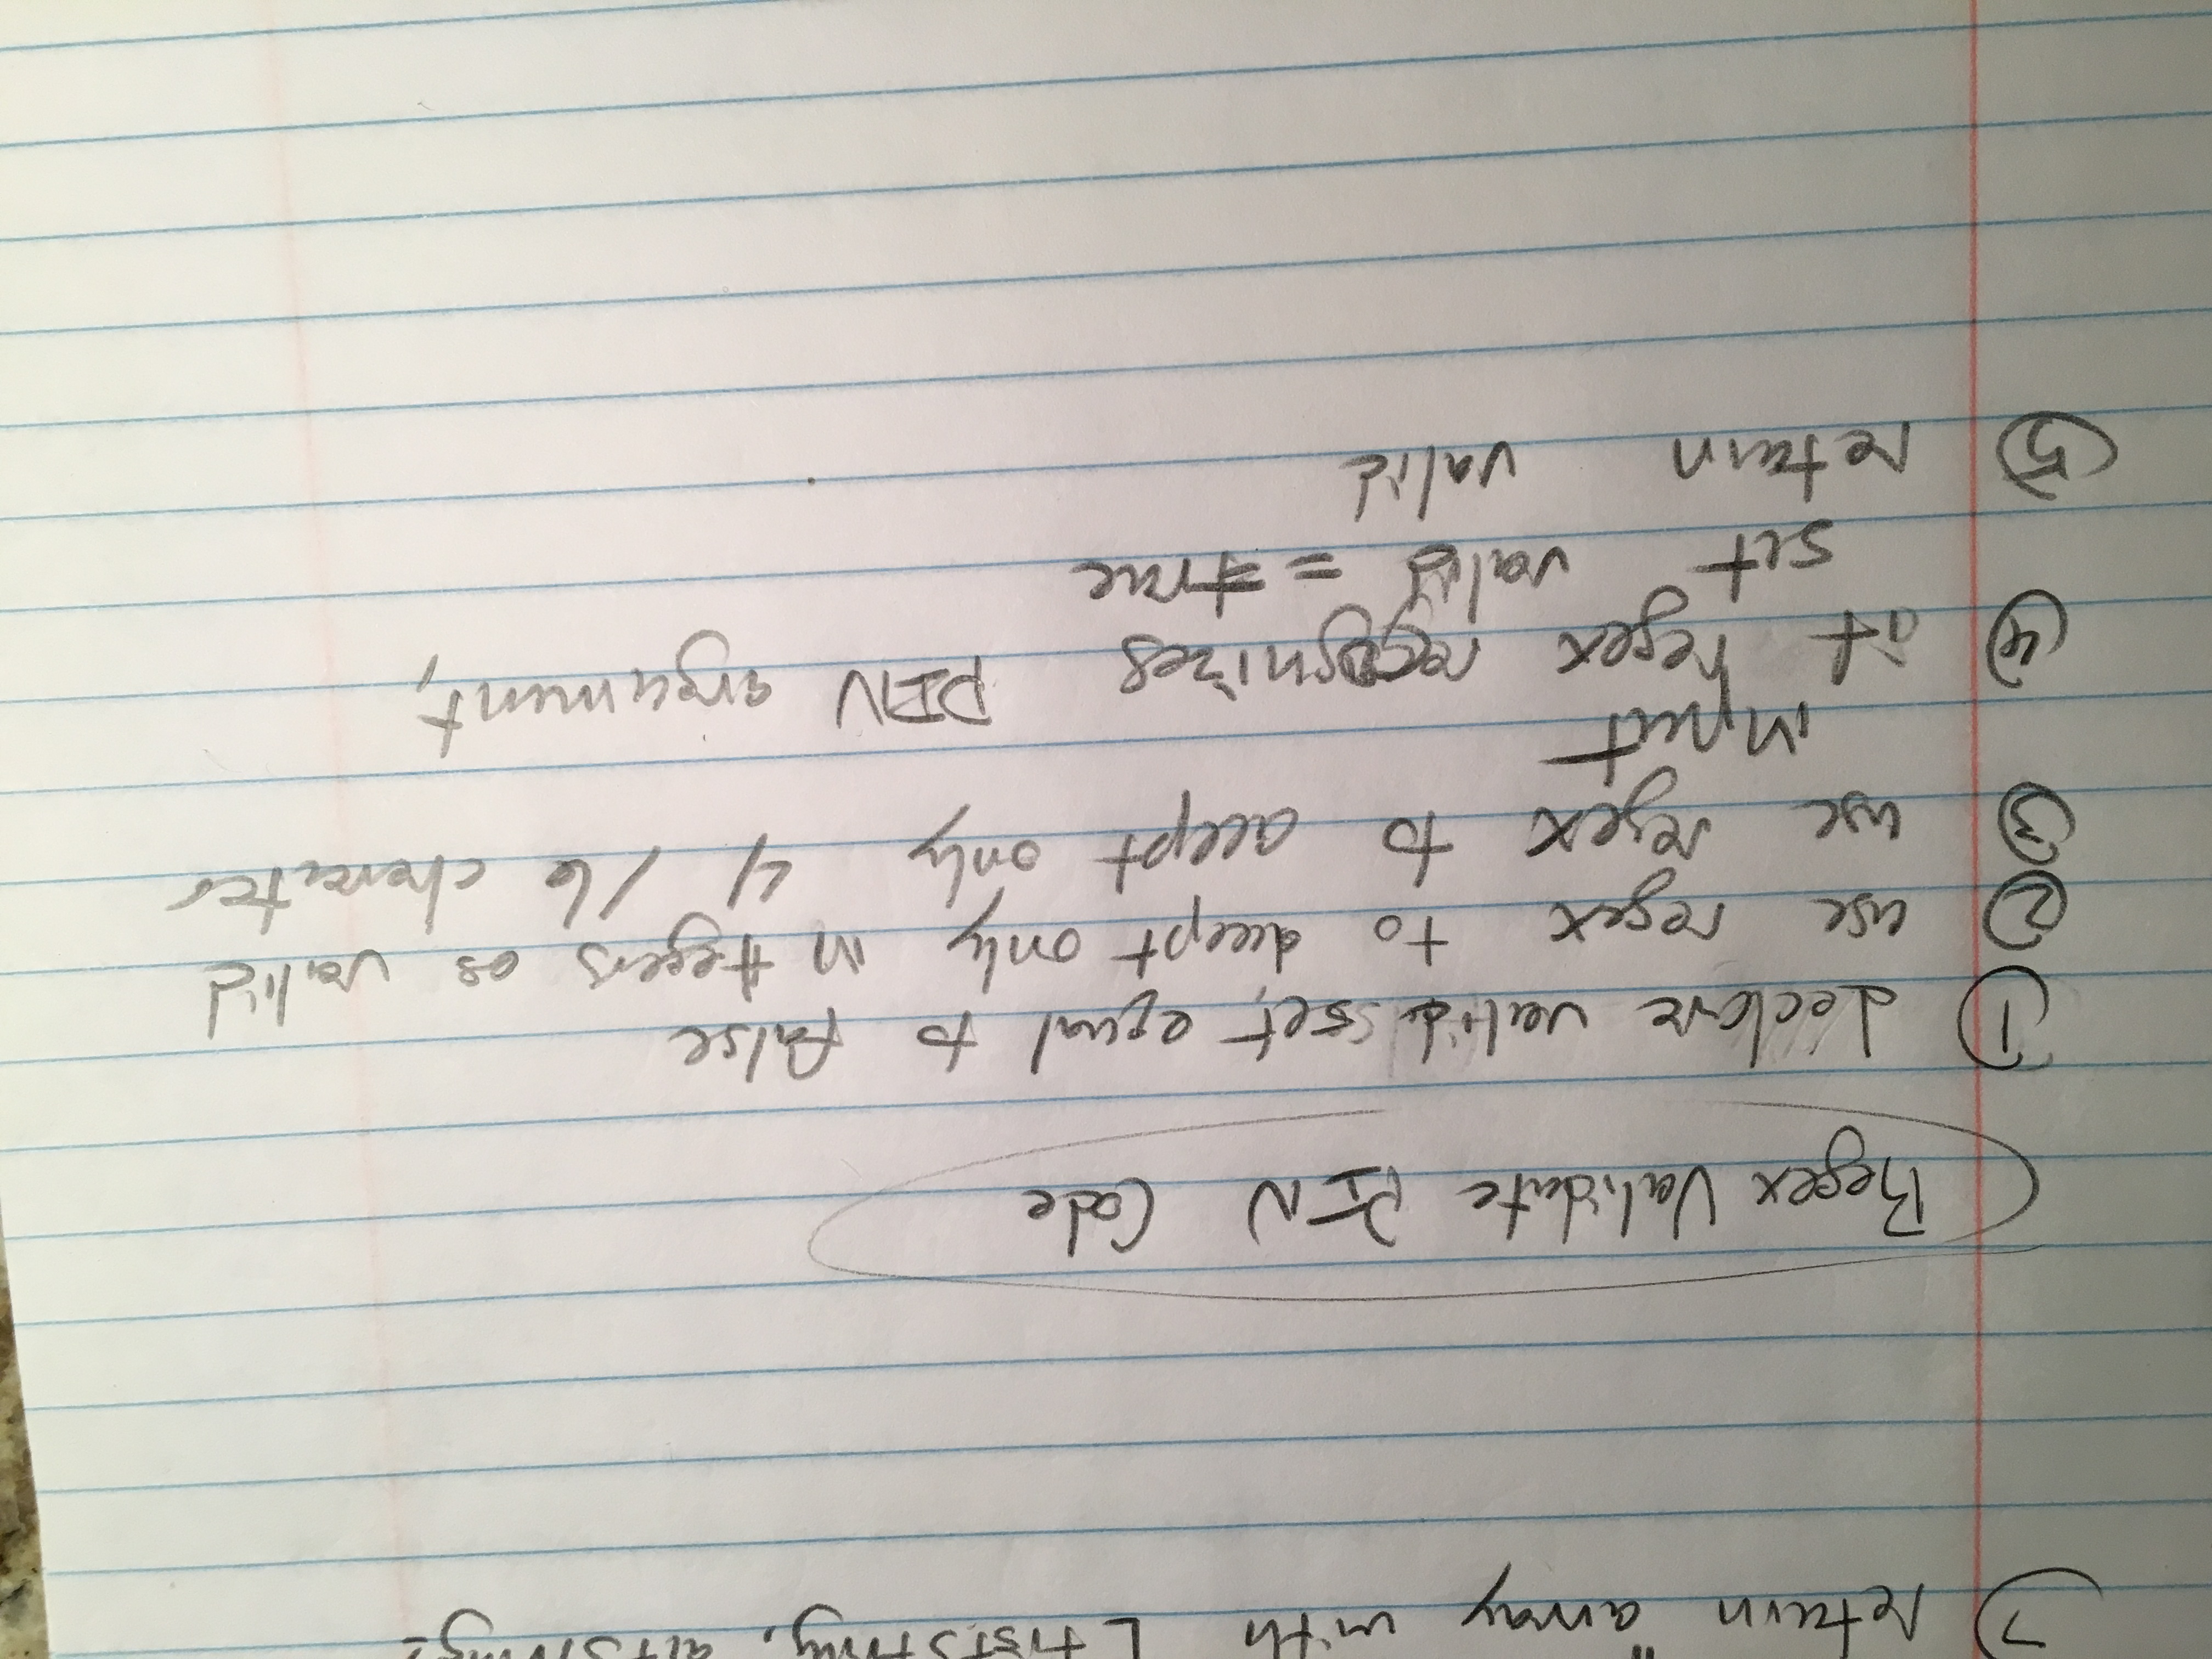 7) return array with [firstString, altString]
Regex Validate PIN Code
① declare valid, set equal to false
② use regex to accept only integers as valid
③ use regex to accept only 4/6 charater
input
④ if regex recognizes PIN argument,
set valid = true
⑤ return valid